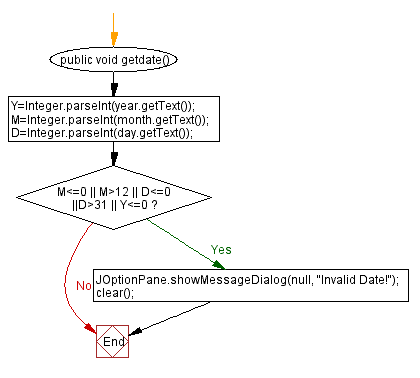 public void getdate()
Y=Integer.parseInt(year.getText());
M=Integer.parseInt(month.getText());
D=Integer.parseInt(day.getText());
M<=0 || M>12 || D<=0
||D>31 || Y<=0 ?
Yes
No
JOptionPane.showMessageDialog(null, "Invalid Date!");
clear();
End